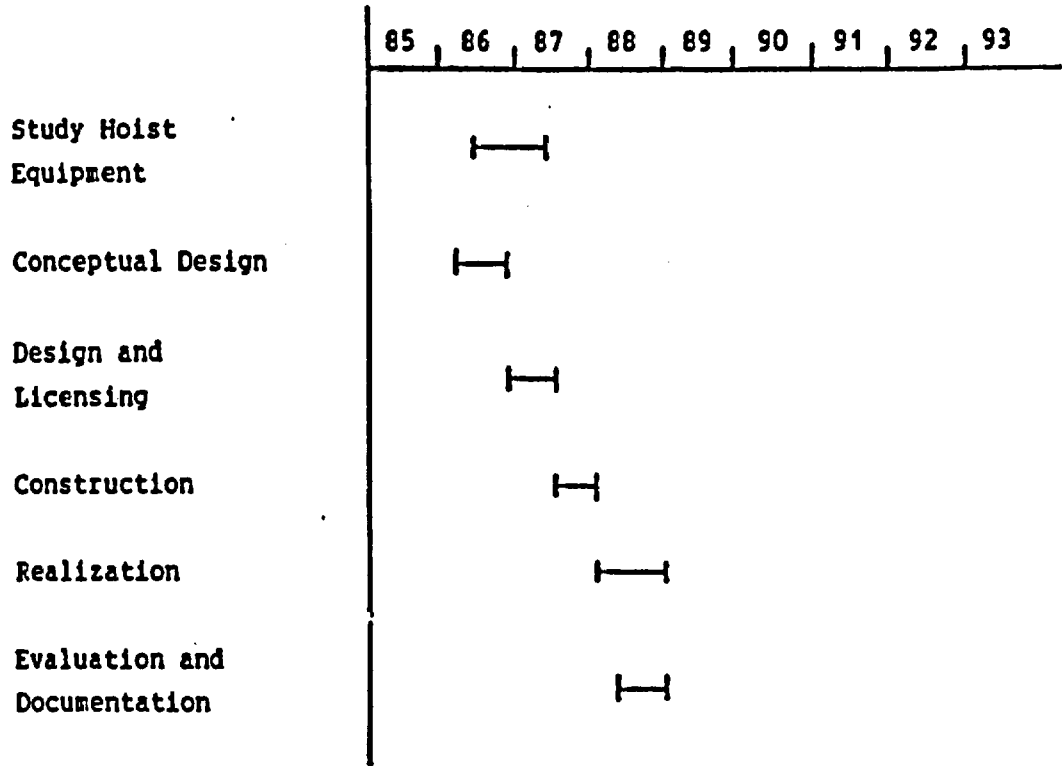 85 86 87 88 89 90 91 92 93
Study Hoist
Equipment
Conceptual Design
Design and
Licensing
Construction
Realization
Evaluation and
Documentation